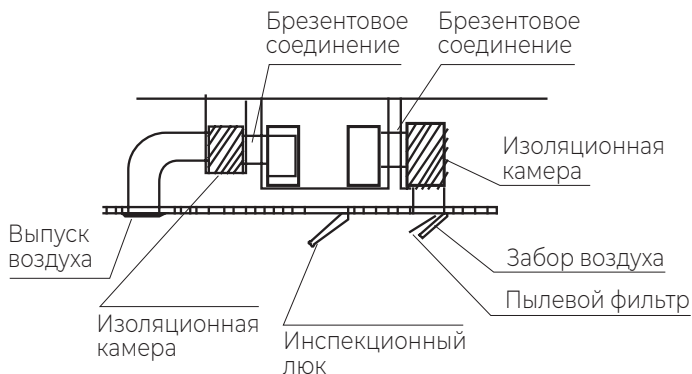 Брезентовое
соединение
Брезентовое
соединение
Изоляционная
камера
Выпуск
воздуха
Забор воздуха
Пылевой фильтр
Изоляционная
камера
Инспекционный
люк